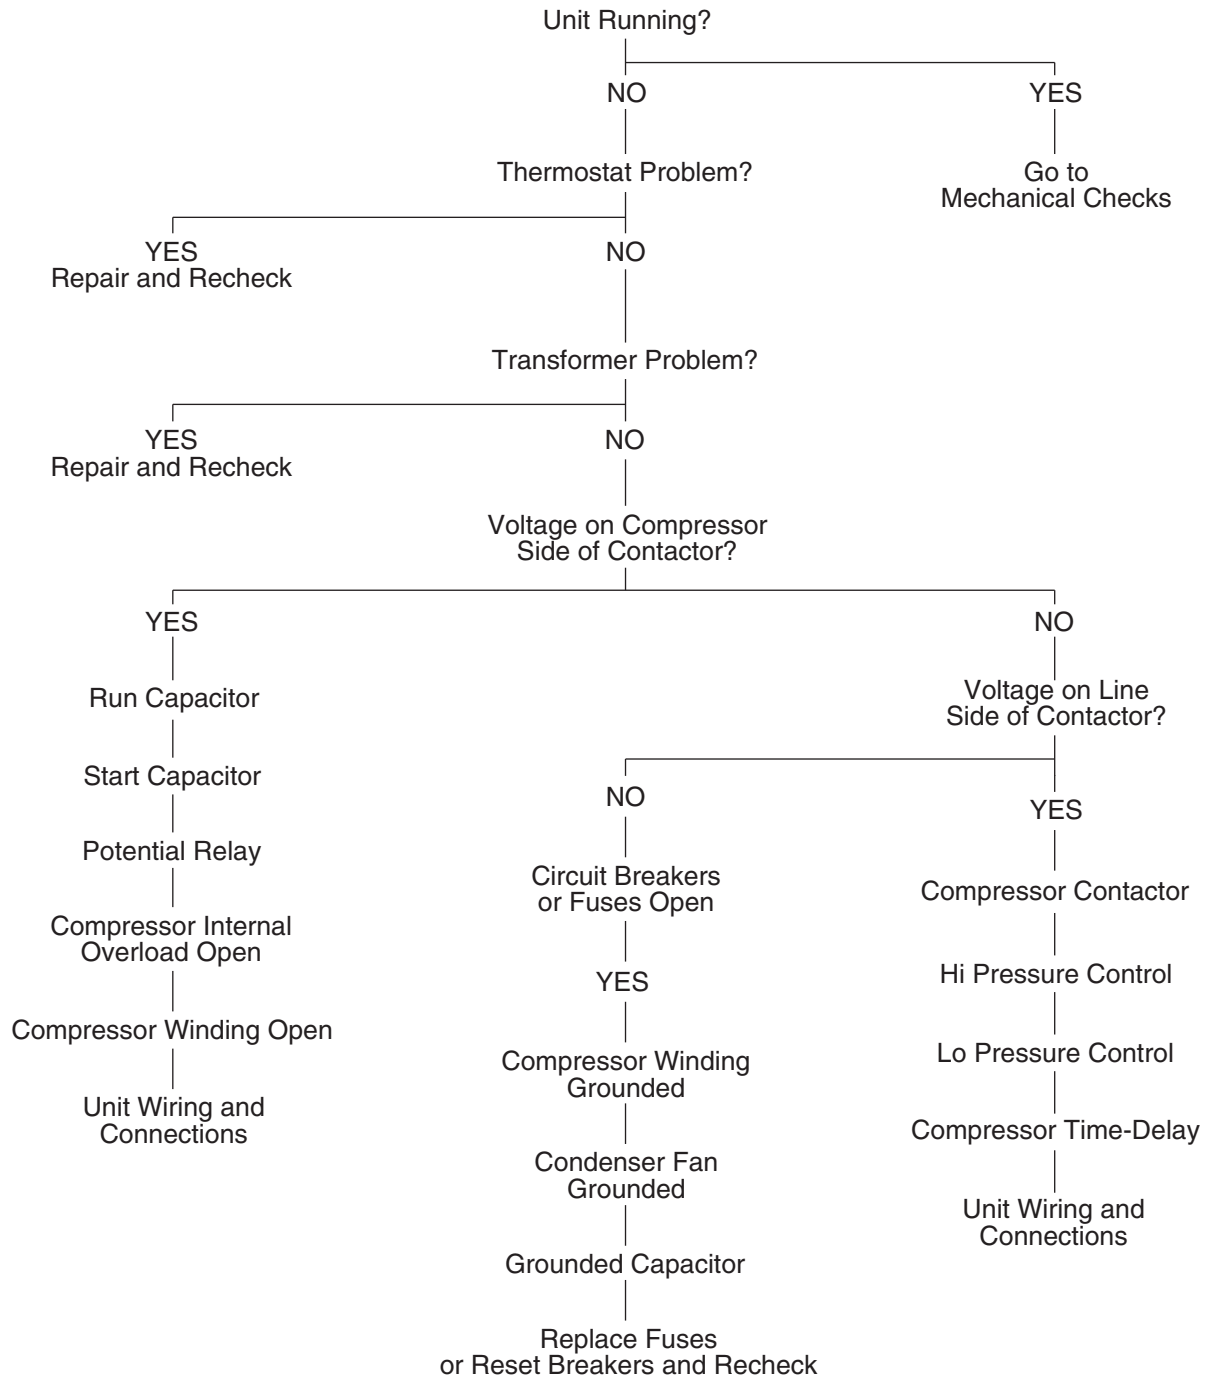 Unit Running?
NO
YES
Thermostat Problem?
Go to
Mechanical Checks
YES
Repair and Recheck
NO
Transformer Problem?
YES
Repair and Recheck
NO
Voltage on Compressor
Side of Contactor?
YES
Run Capacitor
Start Capacitor
Potential Relay
Compressor Internal
Overload Open
Compressor Winding Open
Unit Wiring and
Connections
NO
Voltage on Line
Side of Contactor?
NO
Circuit Breakers
or Fuses Open
YES
Compressor Winding
Grounded
Condenser Fan
Grounded
Grounded Capacitor
Replace Fuses
or Reset Breakers and Recheck
YES
Compressor Contactor
Hi Pressure Control
Lo Pressure Control
Compressor Time-Delay
Unit Wiring and
Connections